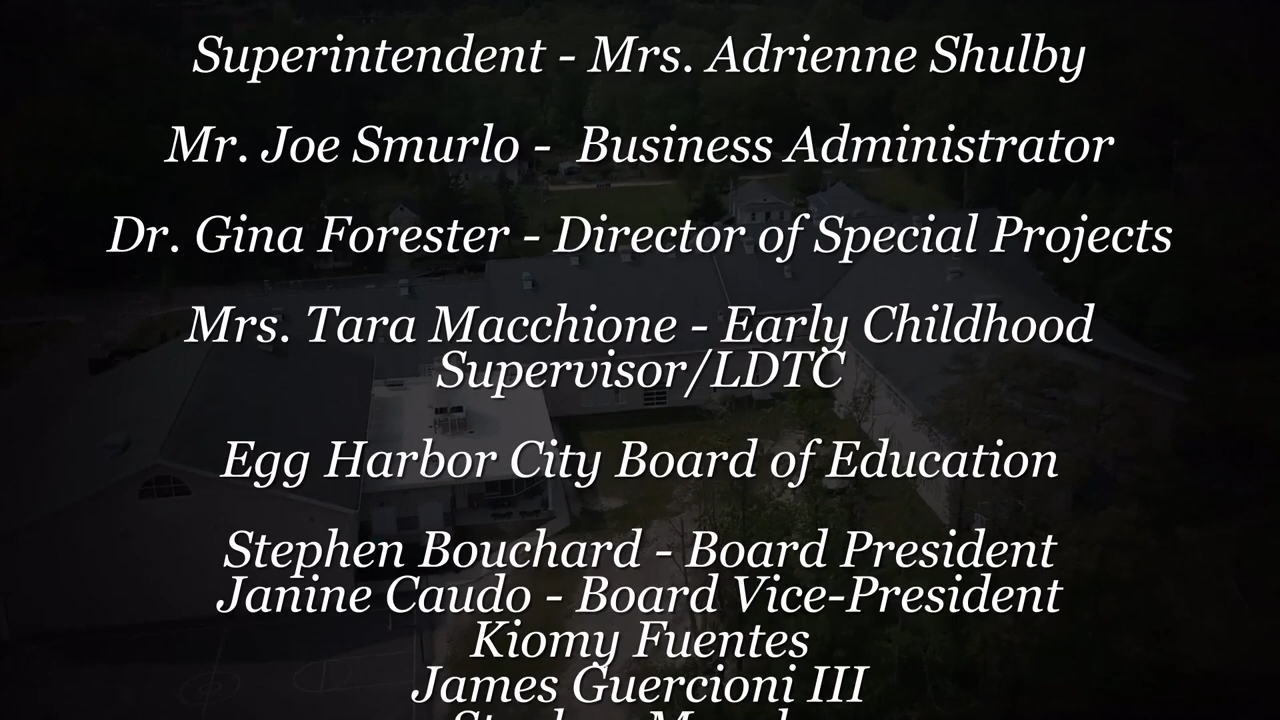 Superintendent - Mrs. Adrienne Shulby
Mr. Joe Smurlo -  Business Administrator
Dr. Gina Forester - Director of Special Projects
Mrs. Tara Macchione - Early Childhood
Supervisor/LDTC
Egg Harbor City Board of Education
Stephen Bouchard - Board President
Janine Caudo - Board Vice-President
Kiomy Fuentes
James Guercioni III